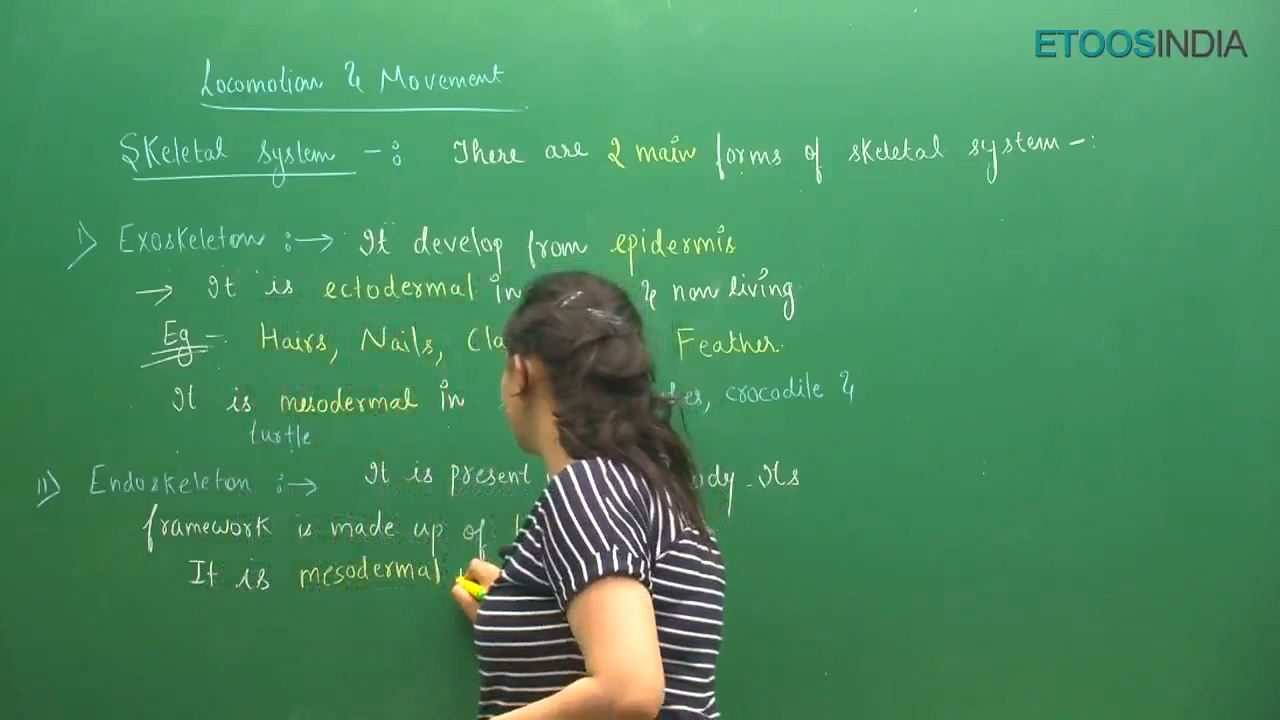 ETOOSINDIA
Locomotion & Movement
Skeletal system -: There are 2 main forms of skeletal system -:
1) Exoskeleton :→ It develop from epidermis
→ It is ectodermal in & non living
Eg -: Hairs, Nails, Feather.
It is mesodermal in crocodile &
turtle
11) Endoskeleton :→ It is present Its
framework is made up of
It is mesodermal